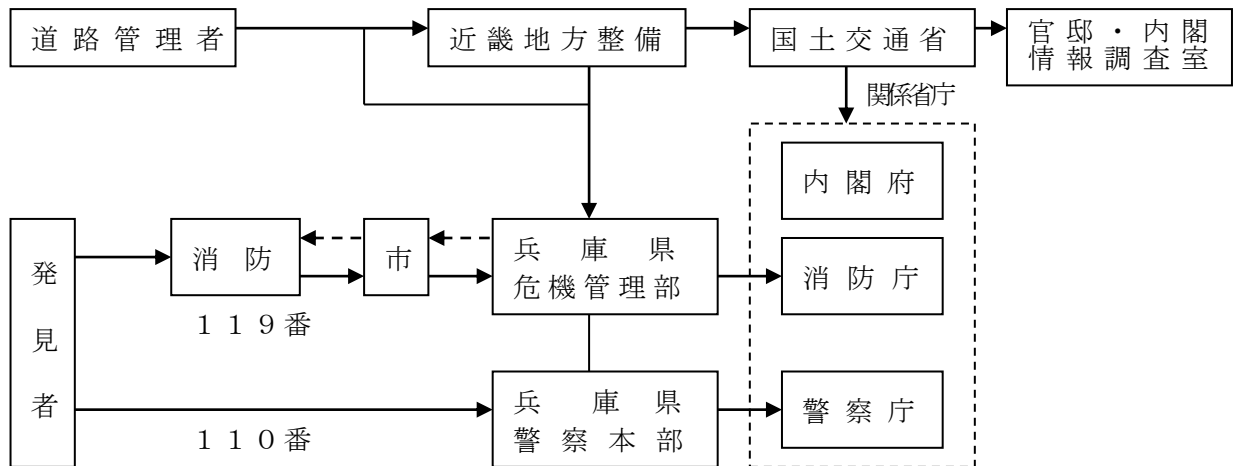 道路管理者
近畿地方整備
国土交通省
官邸・内閣
情報調査室
関係省庁
内閣府
発見者
消防
市
兵庫県
危機管理部
消防庁
１１９番
兵庫県
警察本部
警察庁
１１０番